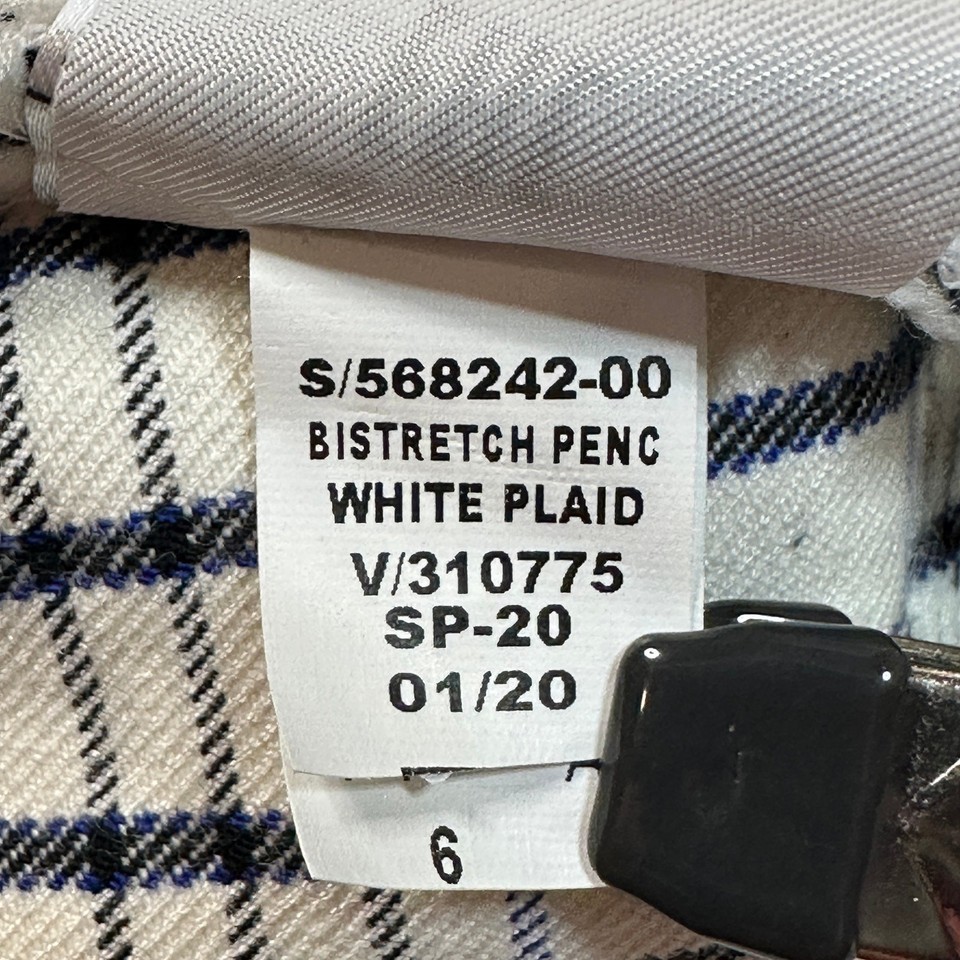 S/568242-00
BISTRETCH PENC
WHITE PLAID
V/310775
SP-20
01/20
6